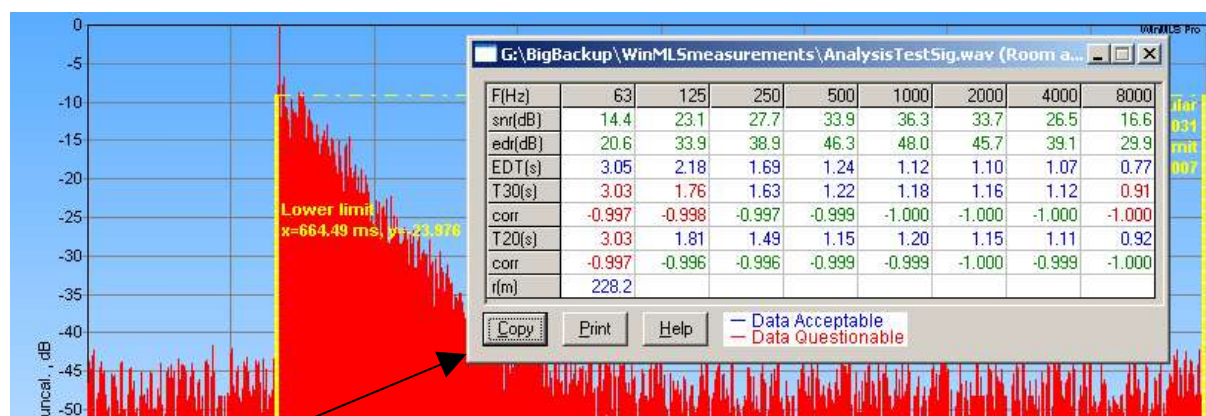 0
-5
-10
-15
-20
-25
-30
-35
-40
-45
-50
uncal., dB
WinMLS Pro
Lower limit
x=664.49 ms, y=-23.976
G:\BigBackup\WinMLSmeasurements\AnalysisTestSig.wav (Room a...
F(Hz) 63 125 250 500 1000 2000 4000 8000
snr(dB) 14.4 23.1 27.7 33.9 36.3 33.7 26.5 16.6
edr(dB) 20.6 33.9 38.9 46.3 48.0 45.7 39.1 29.9
EDT(s) 3.05 2.18 1.69 1.24 1.12 1.10 1.07 0.77
T30(s) 3.03 1.76 1.63 1.22 1.18 1.16 1.12 0.91
corr -0.997 -0.998 -0.997 -0.999 -1.000 -1.000 -1.000 -1.000
T20(s) 3.03 1.81 1.49 1.15 1.20 1.15 1.11 0.92
corr -0.997 -0.996 -0.996 -0.999 -0.999 -1.000 -0.999 -1.000
r(m) 228.2
Copy Print Help
Data Acceptable
Data Questionable
031
007